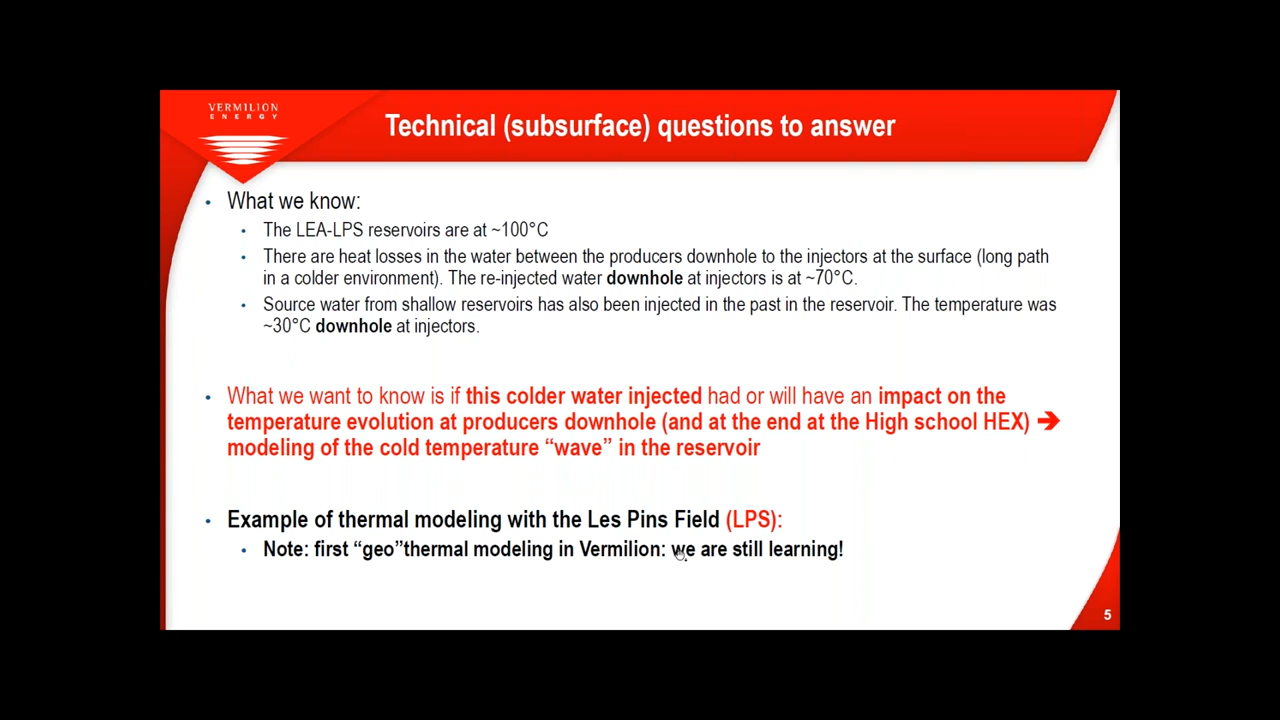 VERMILION
ENERGY
Technical (subsurface) questions to answer
• What we know:
• The LEA-LPS reservoirs are at ~100°C
• There are heat losses in the water between the producers downhole to the injectors at the surface (long path
in a colder environment). The re-injected water downhole at injectors is at ~70°C.
• Source water from shallow reservoirs has also been injected in the past in the reservoir. The temperature was
~30°C downhole at injectors.
• What we want to know is if this colder water injected had or will have an impact on the
temperature evolution at producers downhole (and at the end at the High school HEX) ➔
modeling of the cold temperature “wave” in the reservoir
• Example of thermal modeling with the Les Pins Field (LPS):
• Note: first “geo”thermal modeling in Vermilion: we are still learning!
5